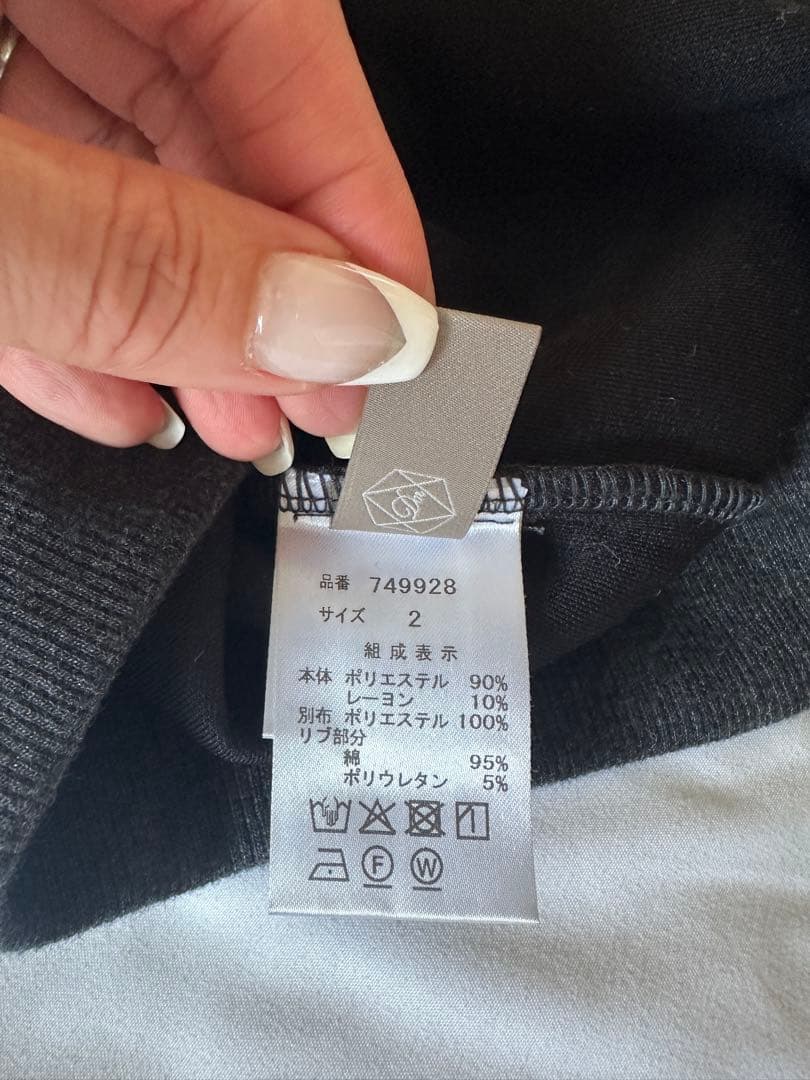 品番 749928
サイズ 2
組成表示
本体 ポリエステル 90%
レーヨン 10%
別布 ポリエステル 100%
リブ部分
綿 95%
ポリウレタン 5%
F W